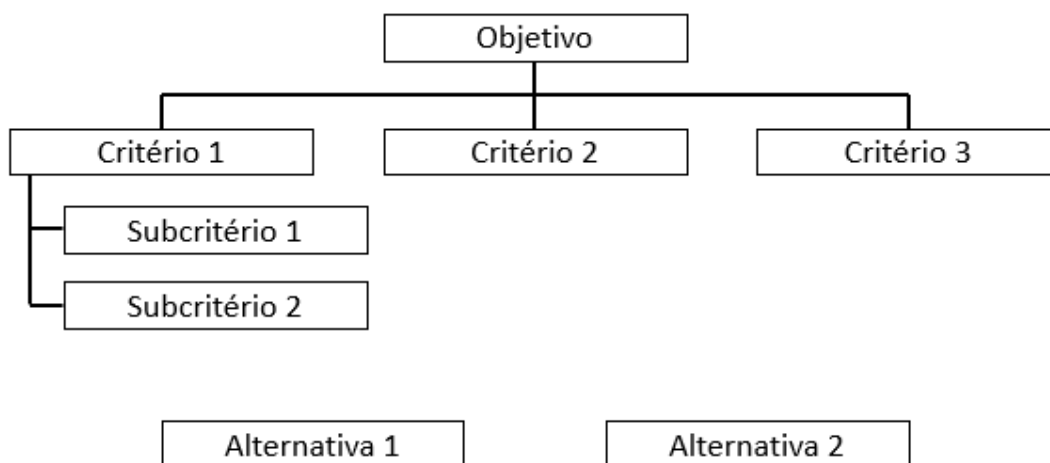 Objetivo
Critério 1
Critério 2
Critério 3
Subcritério 1
Subcritério 2
Alternativa 1
Alternativa 2